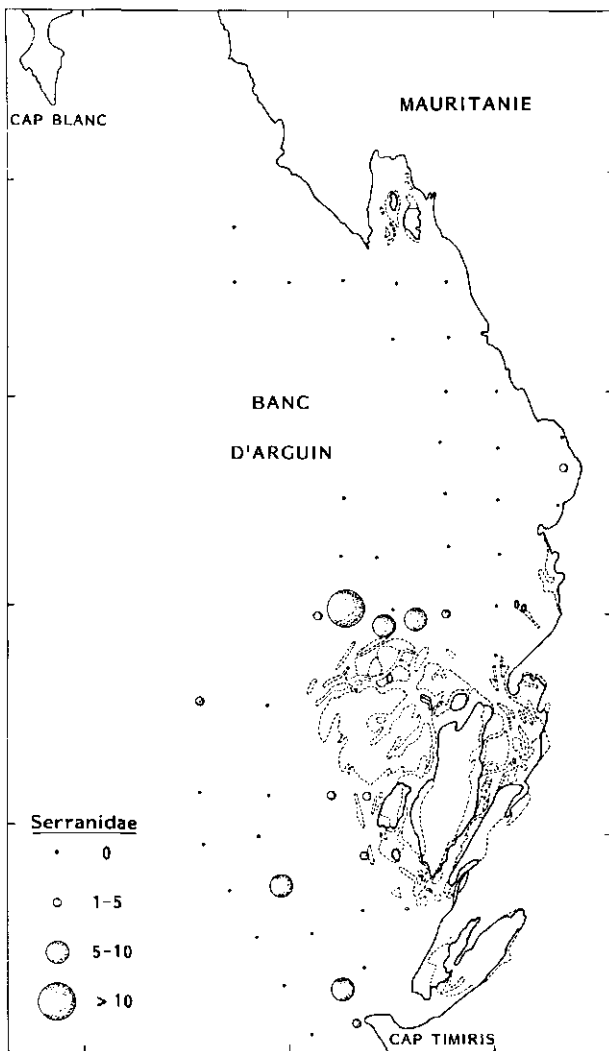 MAURITANIE
CAP BLANC
BANC
D'ARGUIN
Serranidae
0
1-5
5-10
> 10
CAP TIMIRIS